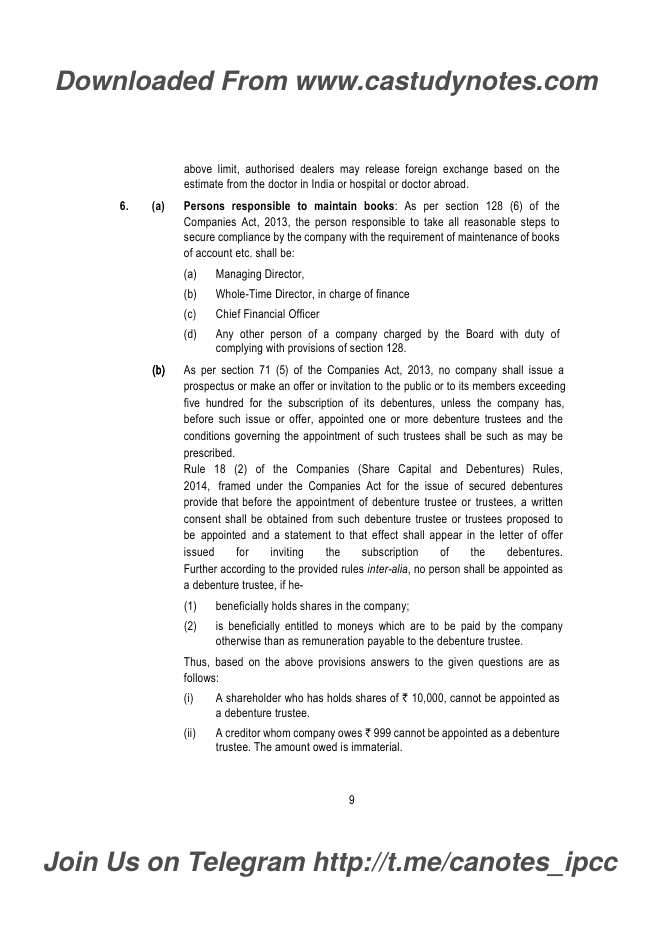 Downloaded From www.castudynotes.com
above limit, authorised dealers may release foreign exchange based on the
estimate from the doctor in India or hospital or doctor abroad.
6. (a) Persons responsible to maintain books: As per section 128 (6) of the
Companies Act, 2013, the person responsible to take all reasonable steps to
secure compliance by the company with the requirement of maintenance of books
of account etc. shall be:
(a) Managing Director,
(b) Whole-Time Director, in charge of finance
(c) Chief Financial Officer
(d) Any other person of a company charged by the Board with duty of
complying with provisions of section 128.
(b) As per section 71 (5) of the Companies Act, 2013, no company shall issue a
prospectus or make an offer or invitation to the public or to its members exceeding
five hundred for the subscription of its debentures, unless the company has,
before such issue or offer, appointed one or more debenture trustees and the
conditions governing the appointment of such trustees shall be such as may be
prescribed.
Rule 18 (2) of the Companies (Share Capital and Debentures) Rules,
2014, framed under the Companies Act for the issue of secured debentures
provide that before the appointment of debenture trustee or trustees, a written
consent shall be obtained from such debenture trustee or trustees proposed to
be appointed and a statement to that effect shall appear in the letter of offer
issued for inviting the subscription of the debentures.
Further according to the provided rules inter-alia, no person shall be appointed as
a debenture trustee, if he-
(1) beneficially holds shares in the company;
(2) is beneficially entitled to moneys which are to be paid by the company
otherwise than as remuneration payable to the debenture trustee.
Thus, based on the above provisions answers to the given questions are as
follows:
(i) A shareholder who has holds shares of ₹ 10,000, cannot be appointed as
a debenture trustee.
(ii) A creditor whom company owes ₹ 999 cannot be appointed as a debenture
trustee. The amount owed is immaterial.
9
Join Us on Telegram http://t.me/canotes_ipcc